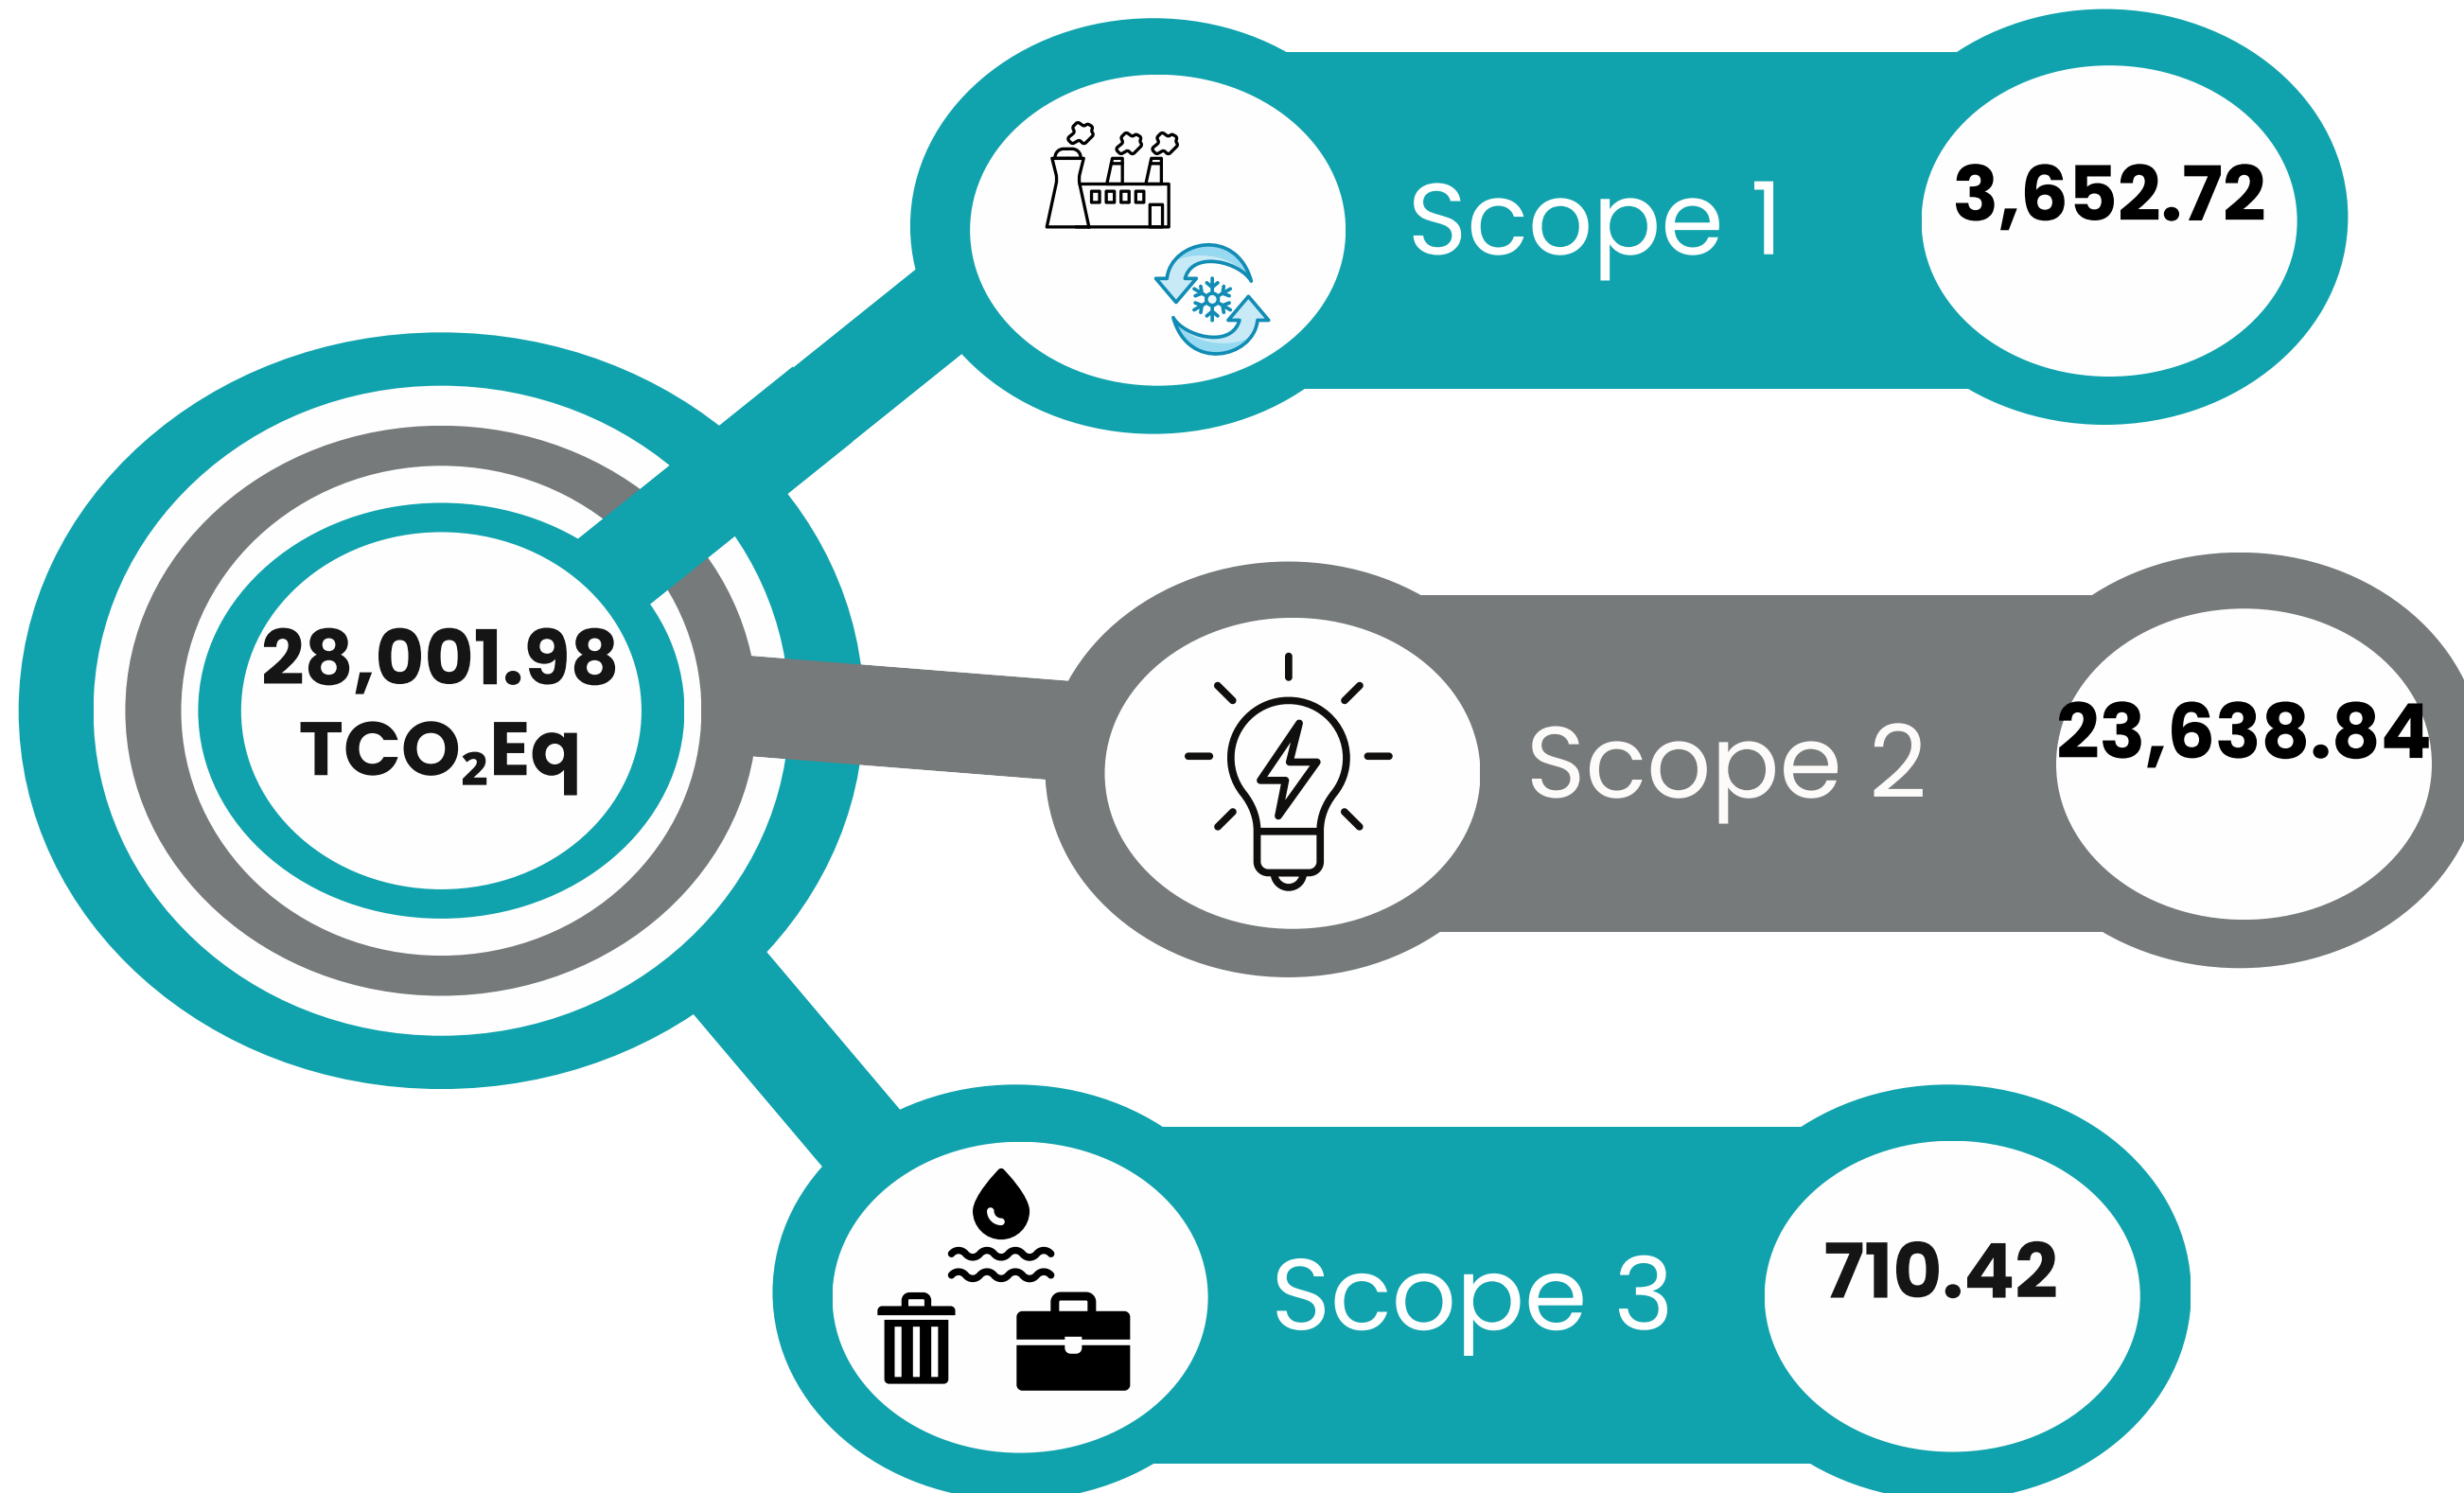 Scope 1
3,652.72
28,001.98
TCO₂Eq
Scope 2
23,638.84
Scope 3
710.42